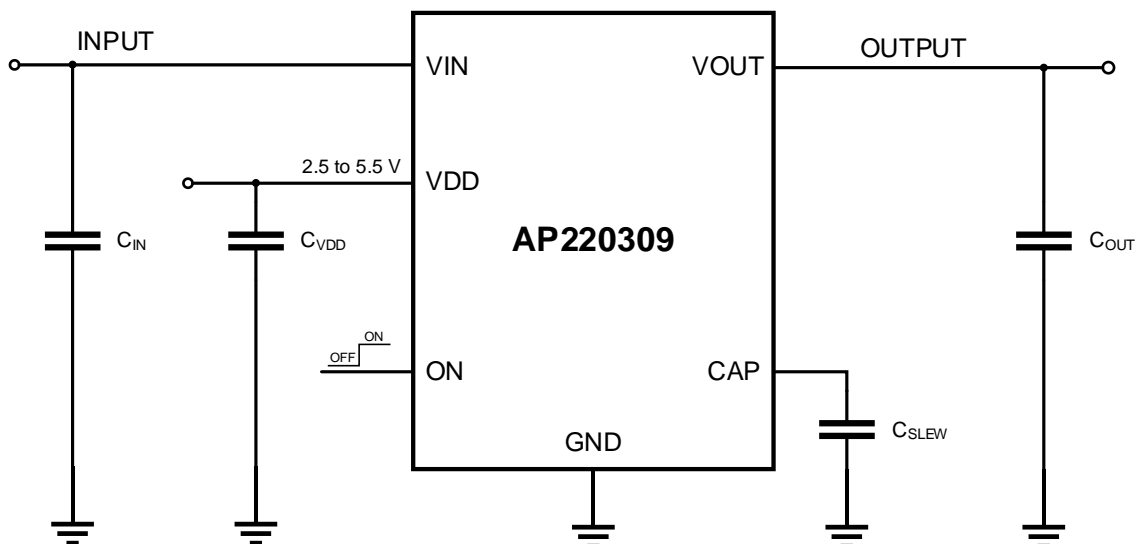 INPUT
OUTPUT
VIN
VOUT
2.5 to 5.5 V
VDD
AP220309
CIN
CVDD
COUT
ON
OFF
ON
CAP
CSLEW
GND